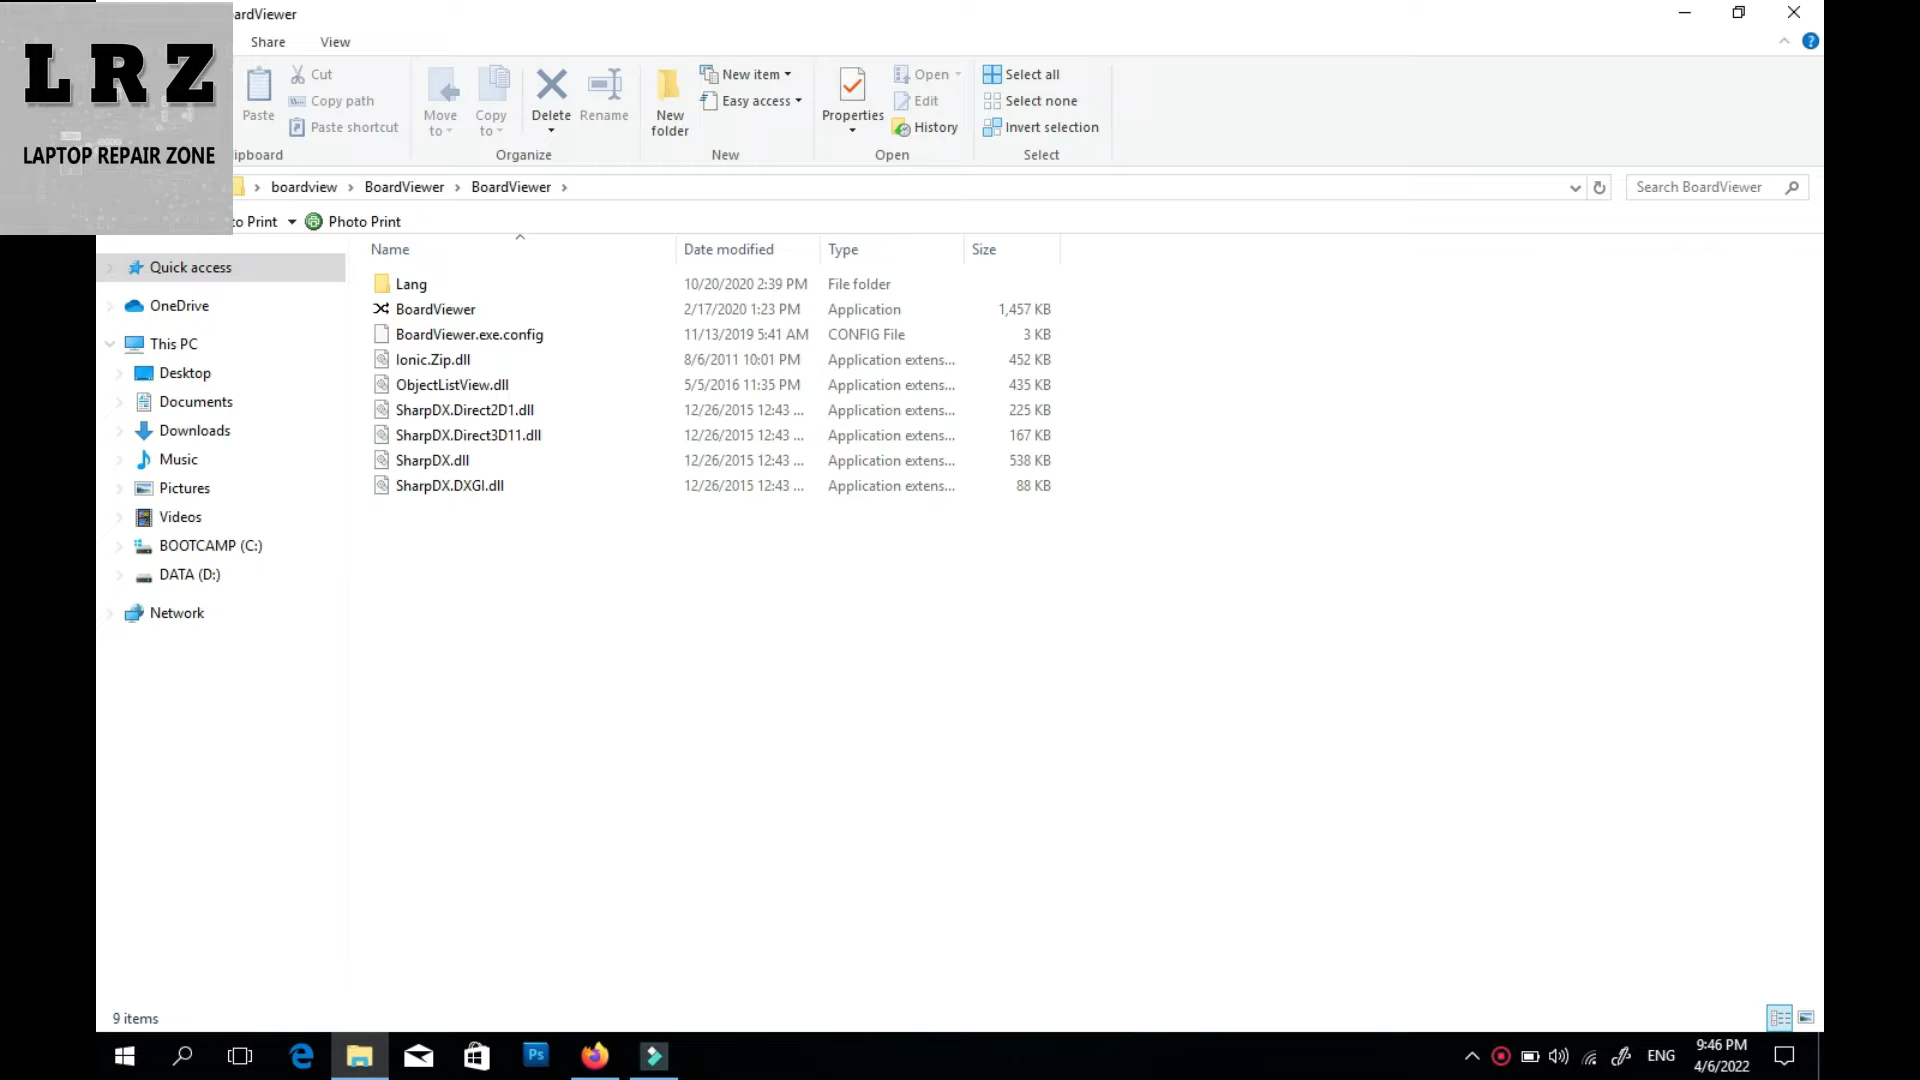 L R Z
LAPTOP REPAIR ZONE
ardViewer
Share View
Paste
Cut
Copy path
Paste shortcut
ipboard
Move to
Copy to
Delete
Rename
Organize
New folder
New item
Easy access
New
Properties
Open
Edit
History
Open
Select all
Select none
Invert selection
Select
boardview BoardViewer BoardViewer
Search BoardViewer
to Print Photo Print
Quick access
OneDrive
This PC
Desktop
Documents
Downloads
Music
Pictures
Videos
BOOTCAMP (C:)
DATA (D:)
Network
Name Date modified Type Size
Lang 10/20/2020 2:39 PM File folder
BoardViewer 2/17/2020 1:23 PM Application 1,457 KB
BoardViewer.exe.config 11/13/2019 5:41 AM CONFIG File 3 KB
Ionic.Zip.dll 8/6/2011 10:01 PM Application extens... 452 KB
ObjectListView.dll 5/5/2016 11:35 PM Application extens... 435 KB
SharpDX.Direct2D1.dll 12/26/2015 12:43 ... Application extens... 225 KB
SharpDX.Direct3D11.dll 12/26/2015 12:43 ... Application extens... 167 KB
SharpDX.dll 12/26/2015 12:43 ... Application extens... 538 KB
SharpDX.DXGI.dll 12/26/2015 12:43 ... Application extens... 88 KB
9 items
Ps
ENG
9:46 PM
4/6/2022